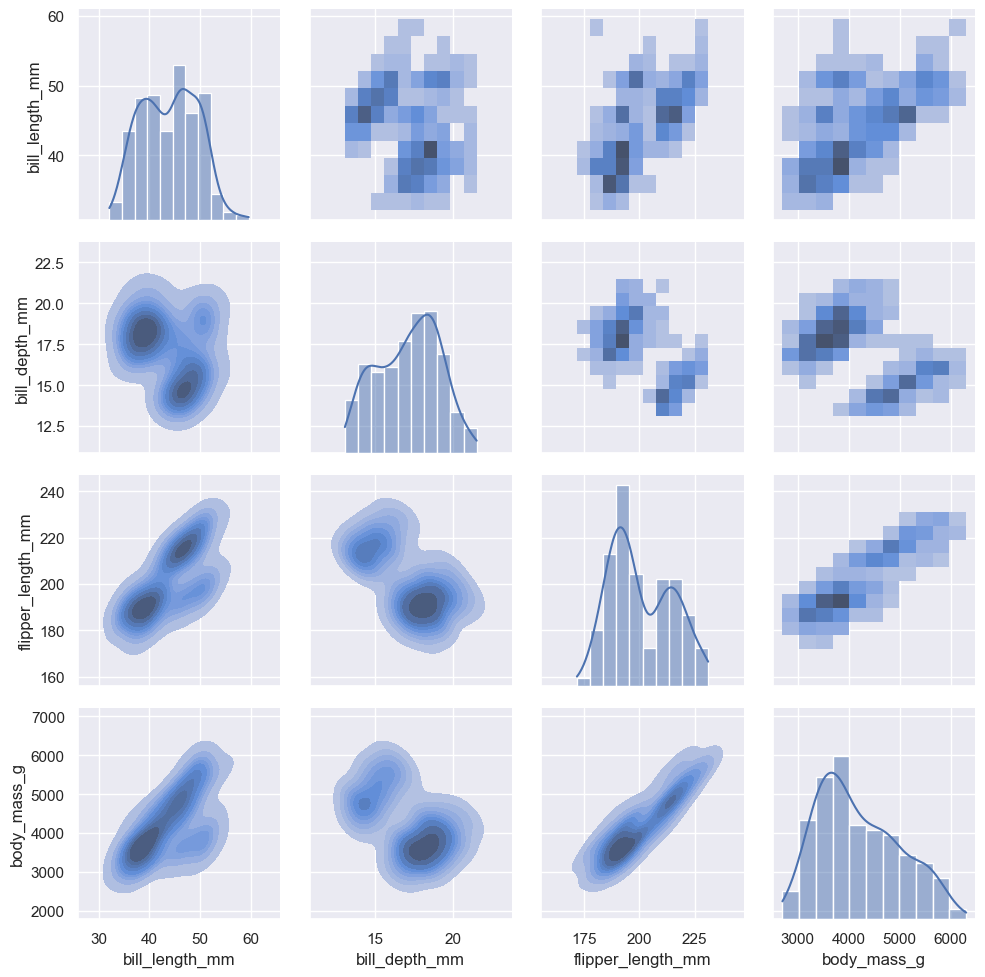 60
50
40
bill_length_mm
22.5
20.0
17.5
15.0
12.5
bill_depth_mm
240
220
200
180
160
flipper_length_mm
7000
6000
5000
4000
3000
2000
body_mass_g
30 40 50 60
bill_length_mm
15 20
bill_depth_mm
175 200 225
flipper_length_mm
3000 4000 5000 6000
body_mass_g